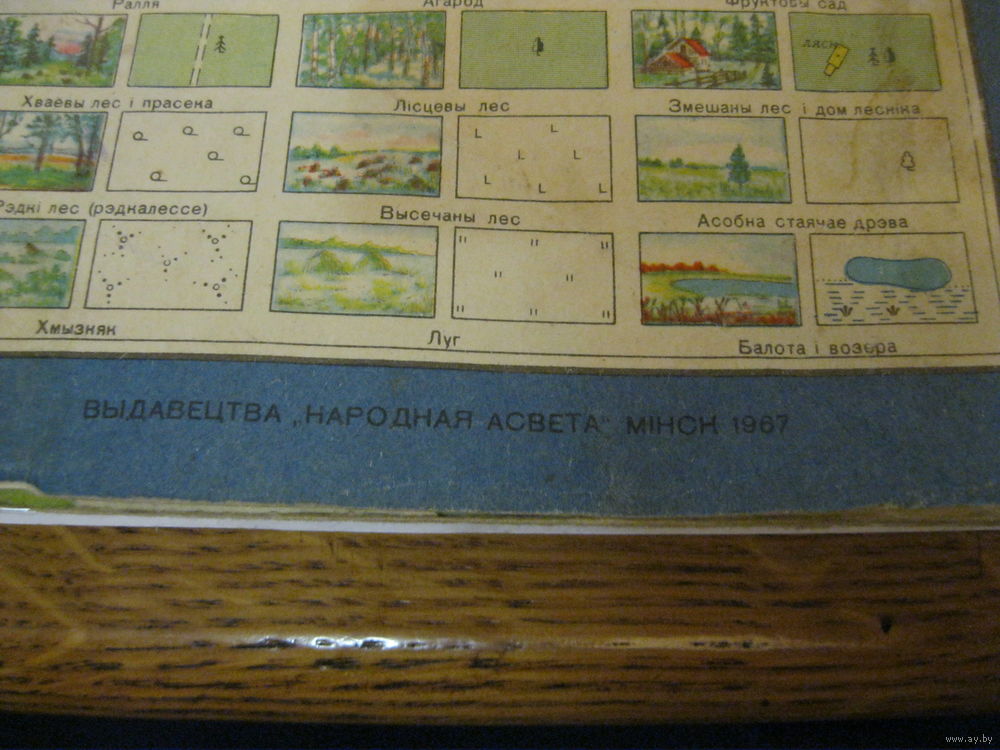 Ралля Агарод Фруктовы сад
ЛЯСН.
Хваёвы лес і прасека Лісцевы лес Змешаны лес і дом лесніка
Рэдкі лес (рэдкалессе) Высечаны лес Асобна стаячае дрэва
Хмызняк Луг Балота і возера
ВЫДАВЕЦТВА „НАРОДНАЯ АСВЕТА" МІНСК 1967
www.ay.by